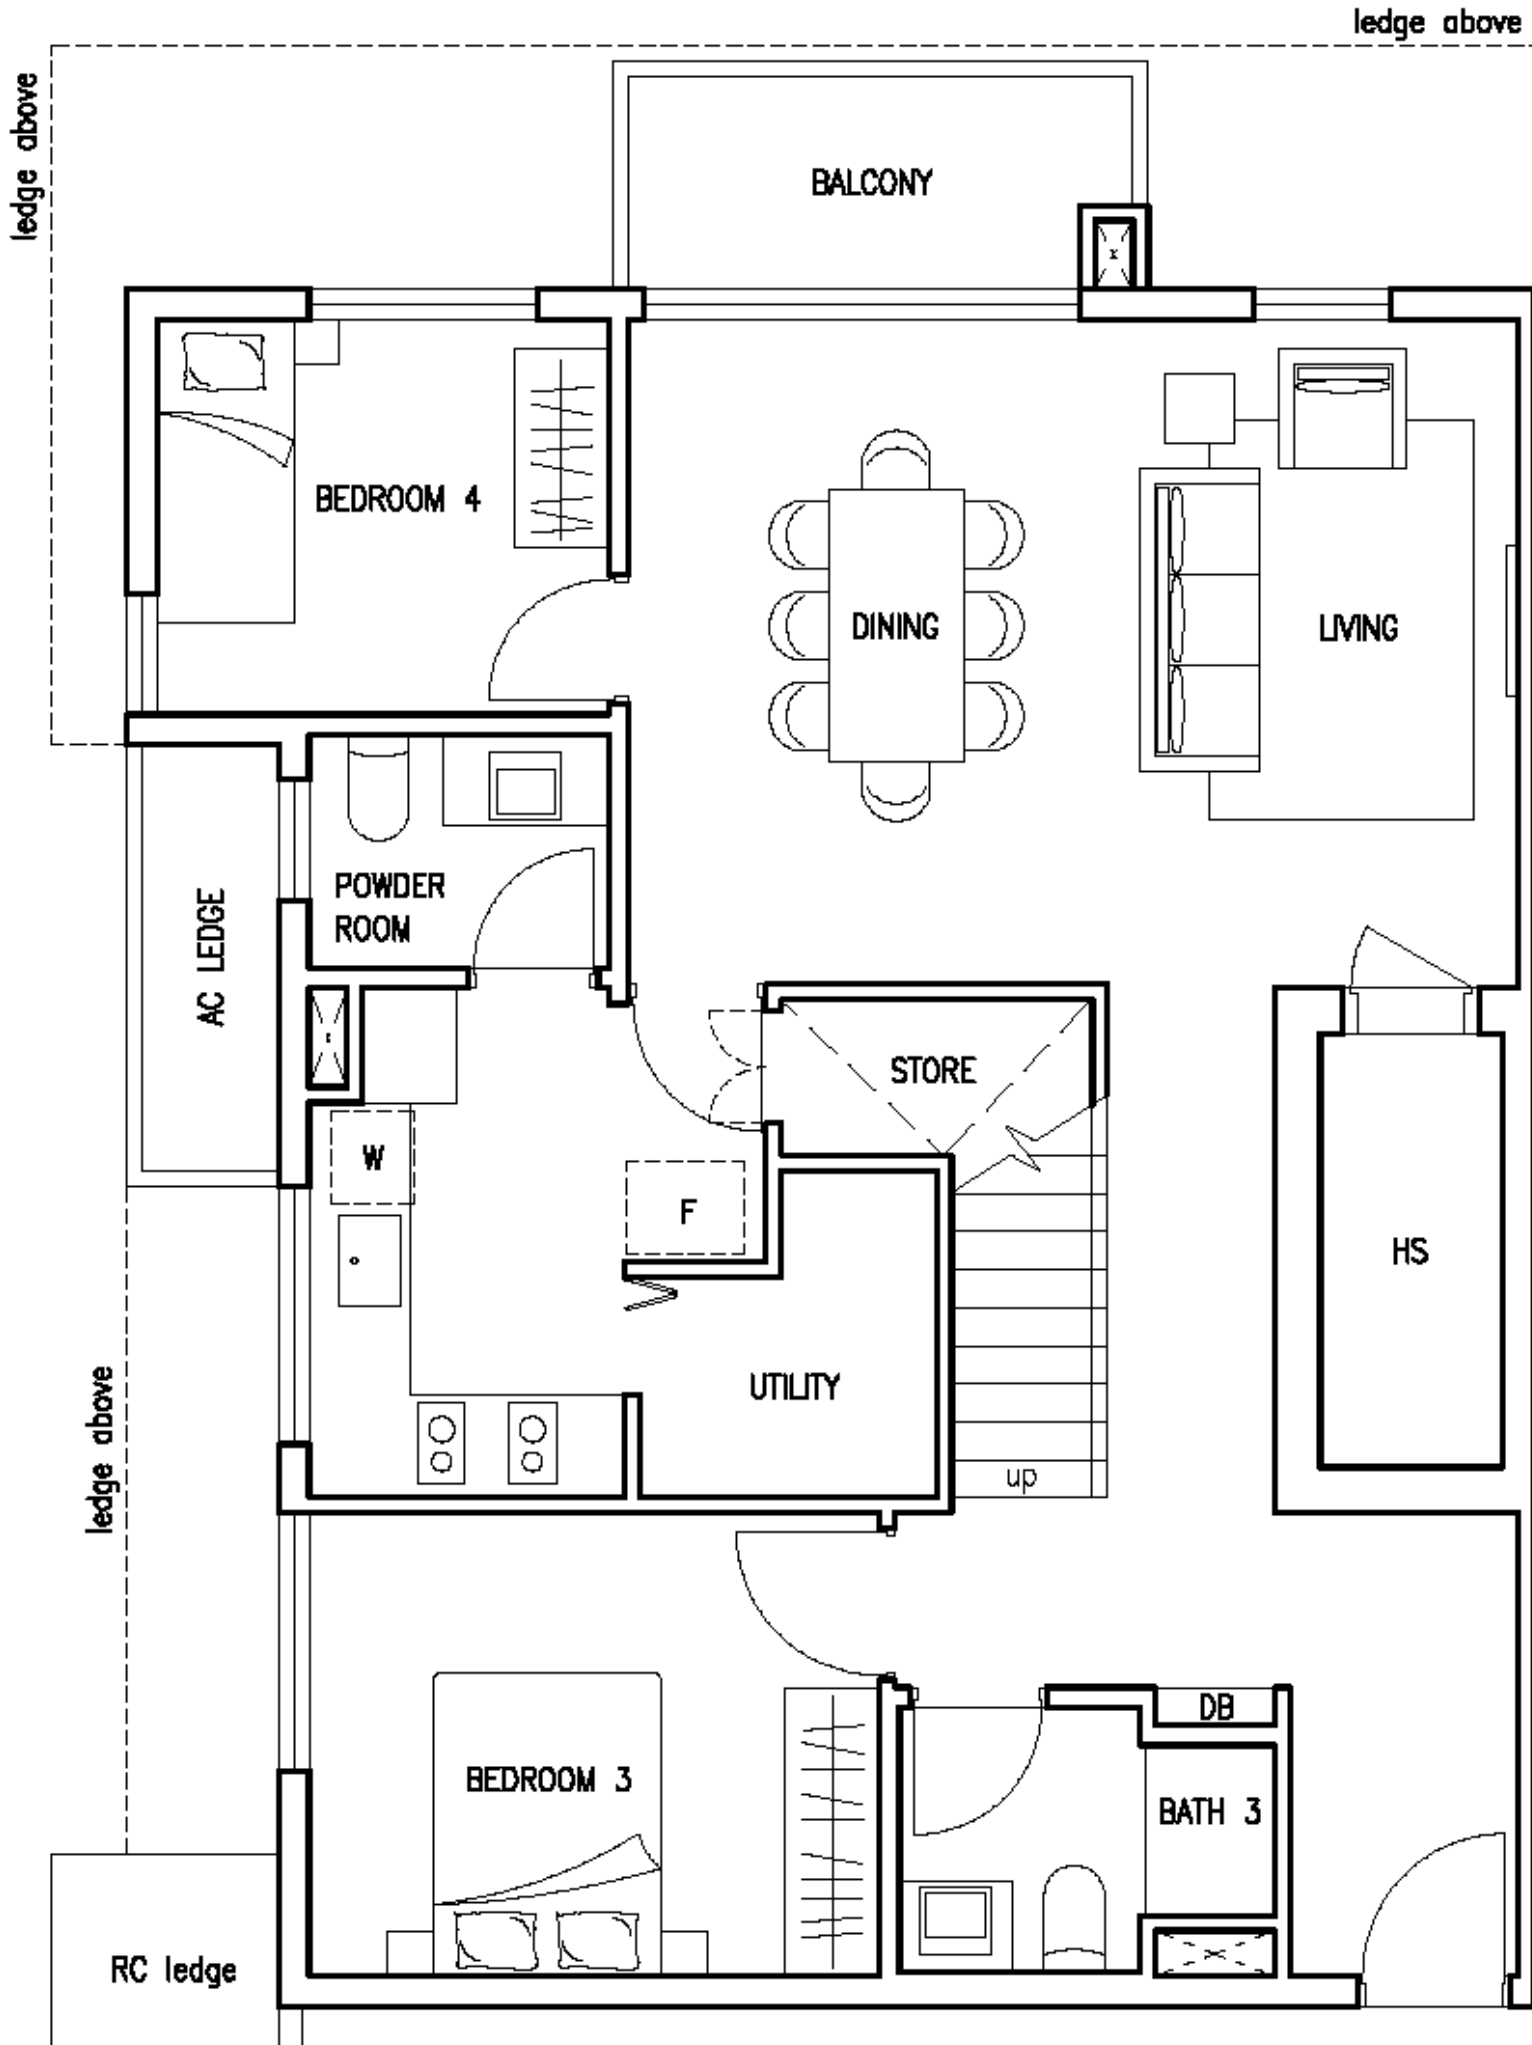 ledge above
ledge above
BALCONY
BEDROOM 4
DINING
LIVING
POWDER
ROOM
AC LEDGE
STORE
W
F
HS
UTILITY
ledge above
up
DB
BEDROOM 3
BATH 3
RC ledge